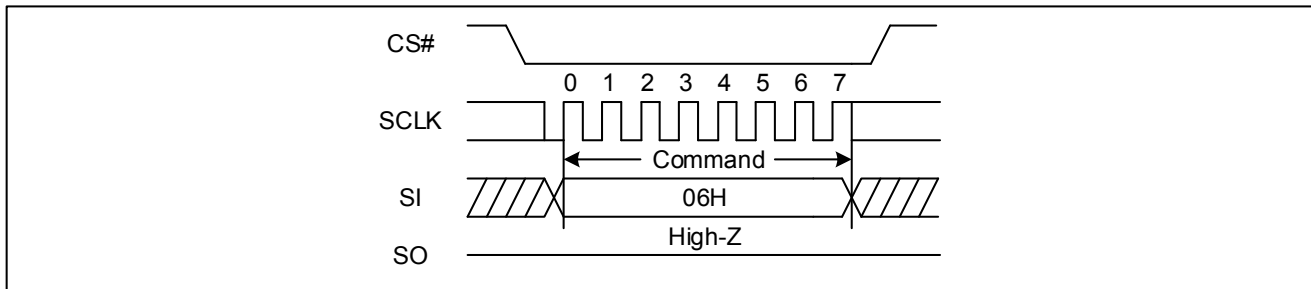 CS#
0 1 2 3 4 5 6 7
SCLK
Command
SI 06H
High-Z
SO